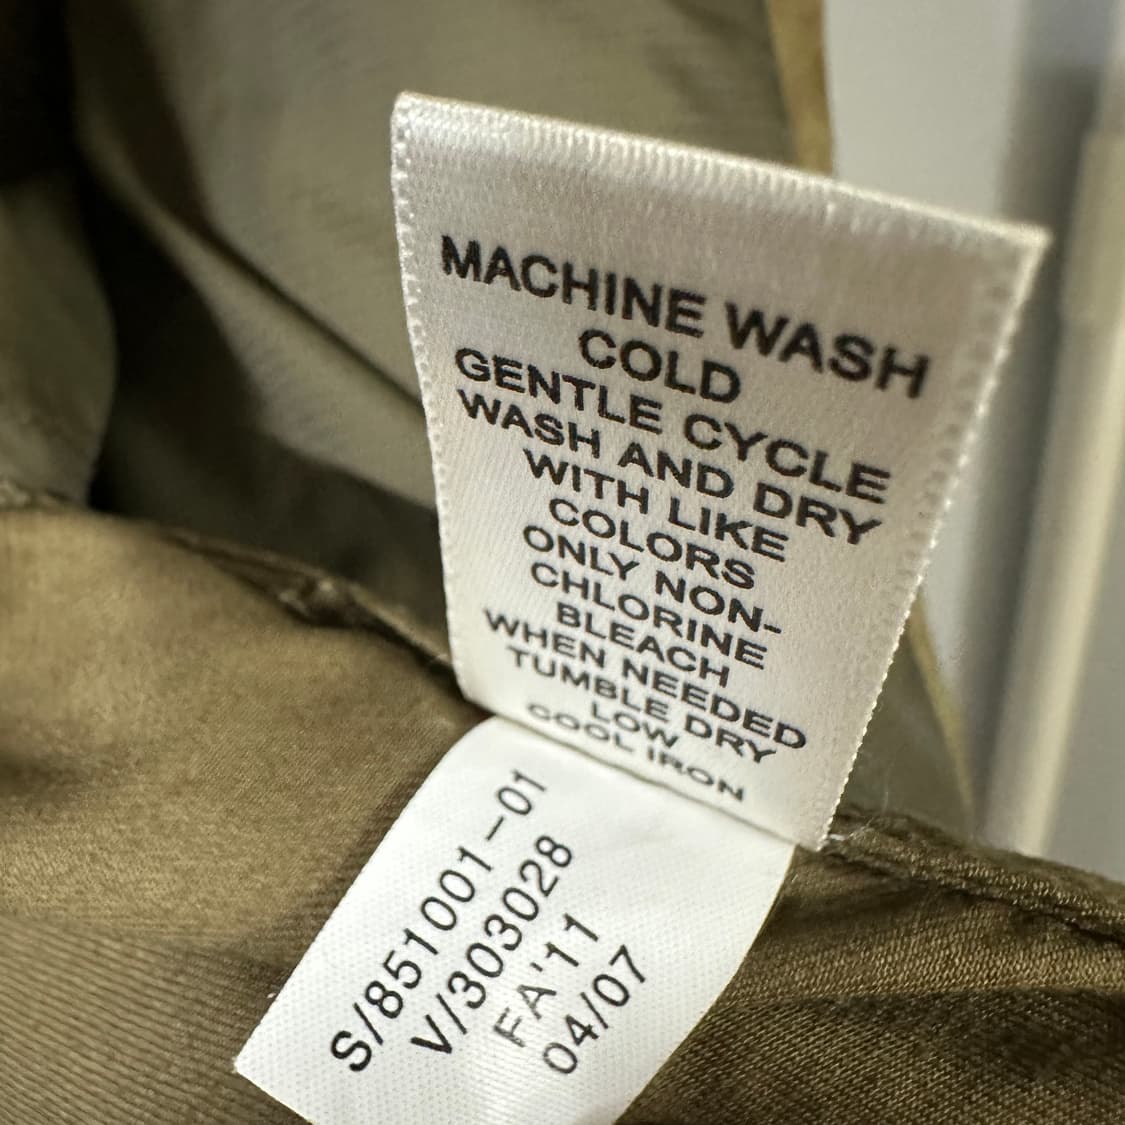 MACHINE WASH
COLD
GENTLE CYCLE
WASH AND DRY
WITH LIKE
COLORS
ONLY NON-
CHLORINE
BLEACH
WHEN NEEDED
TUMBLE DRY
LOW
COOL IRON
S/851001-01
V/303028
FA'11
04/07